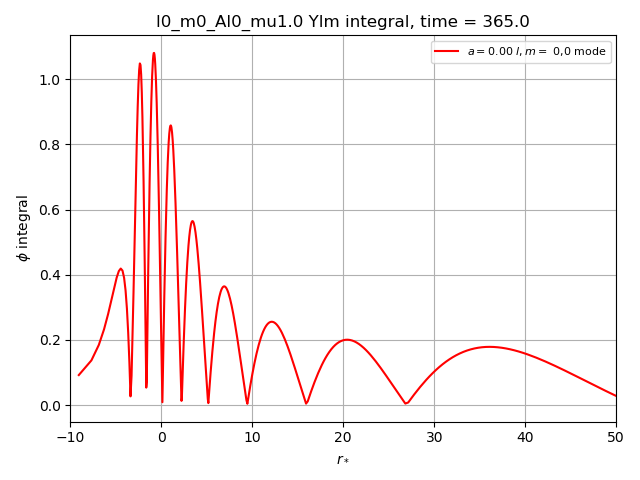 l0_m0_Al0_mu1.0 Ylm integral, time = 365.0
a = 0.00 l, m = 0,0 mode
ϕ integral
1.0
0.8
0.6
0.4
0.2
0.0
−10 0 10 20 30 40 50
r*